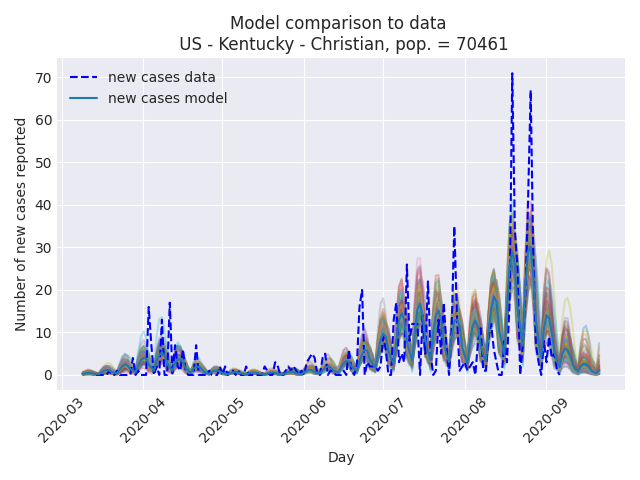 Model comparison to data
US - Kentucky - Christian, pop. = 70461
new cases data
new cases model
Number of new cases reported
70
60
50
40
30
20
10
0
2020-03
2020-04
2020-05
2020-06
2020-07
2020-08
2020-09
Day